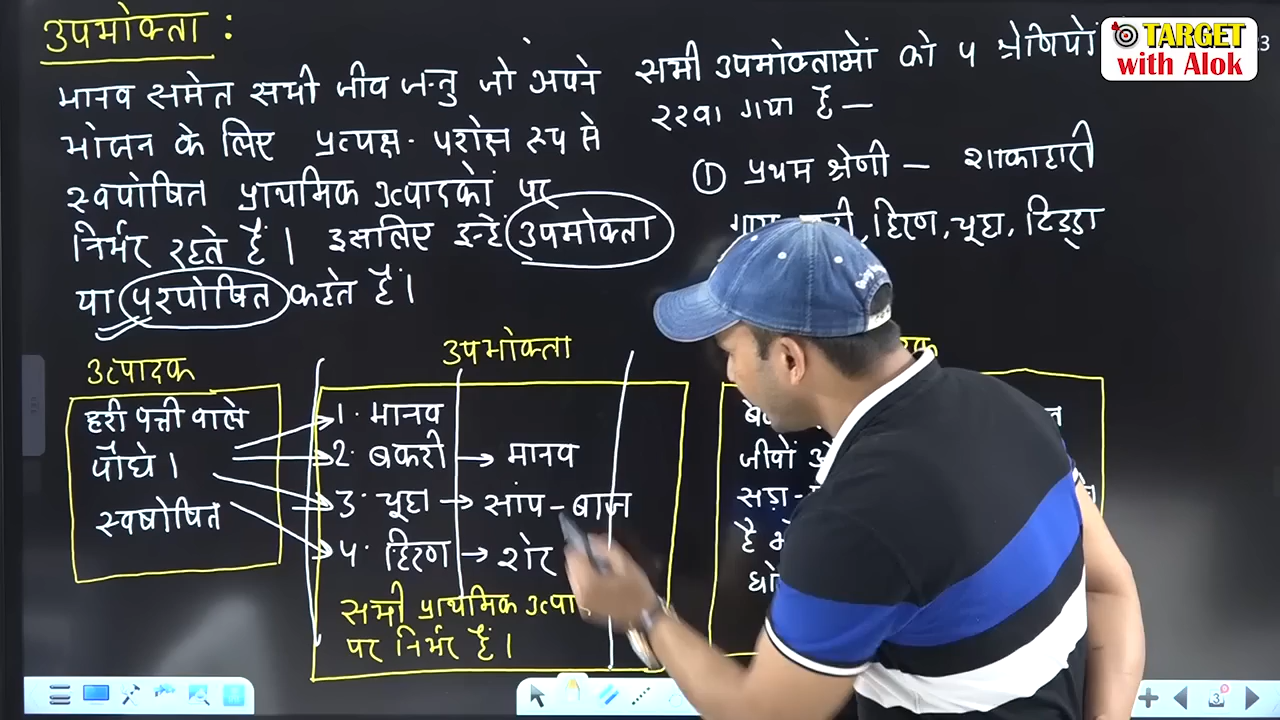 उपभोक्ता :
मानव समेत सभी जीव जन्तु जो अपने
भोजन के लिए प्रत्यक्ष-परोक्ष रूप से
स्वपोषित प्राथमिक उत्पादकों पर
निर्भर रहते हैं। इसलिए इन्हें उपभोक्ता
या परपोषित कहते हैं।
सभी उपभोक्ताओं को 4 श्रेणियों
रखा गया है —
① प्रथम श्रेणी — शाकाहारी
हिरण, चूहा, टिड्डा
उत्पादक
हरी पत्ती वाले
पौधे।
स्वपोषित
उपभोक्ता
1. मानव
2. बकरी → मानव
3. चूहा → सांप - बाज
4. हिरण → शेर
सभी प्राथमिक
पर निर्भर हैं।
जीवों
TARGET
with Alok